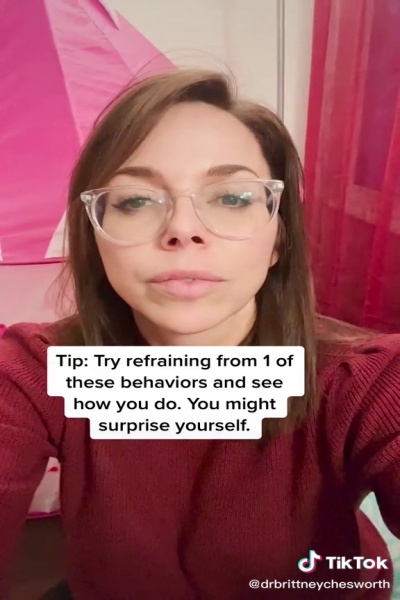 Tip: Try refraining from 1 of
these behaviors and see
how you do. You might
surprise yourself.
TikTok
@drbrittneychesworth